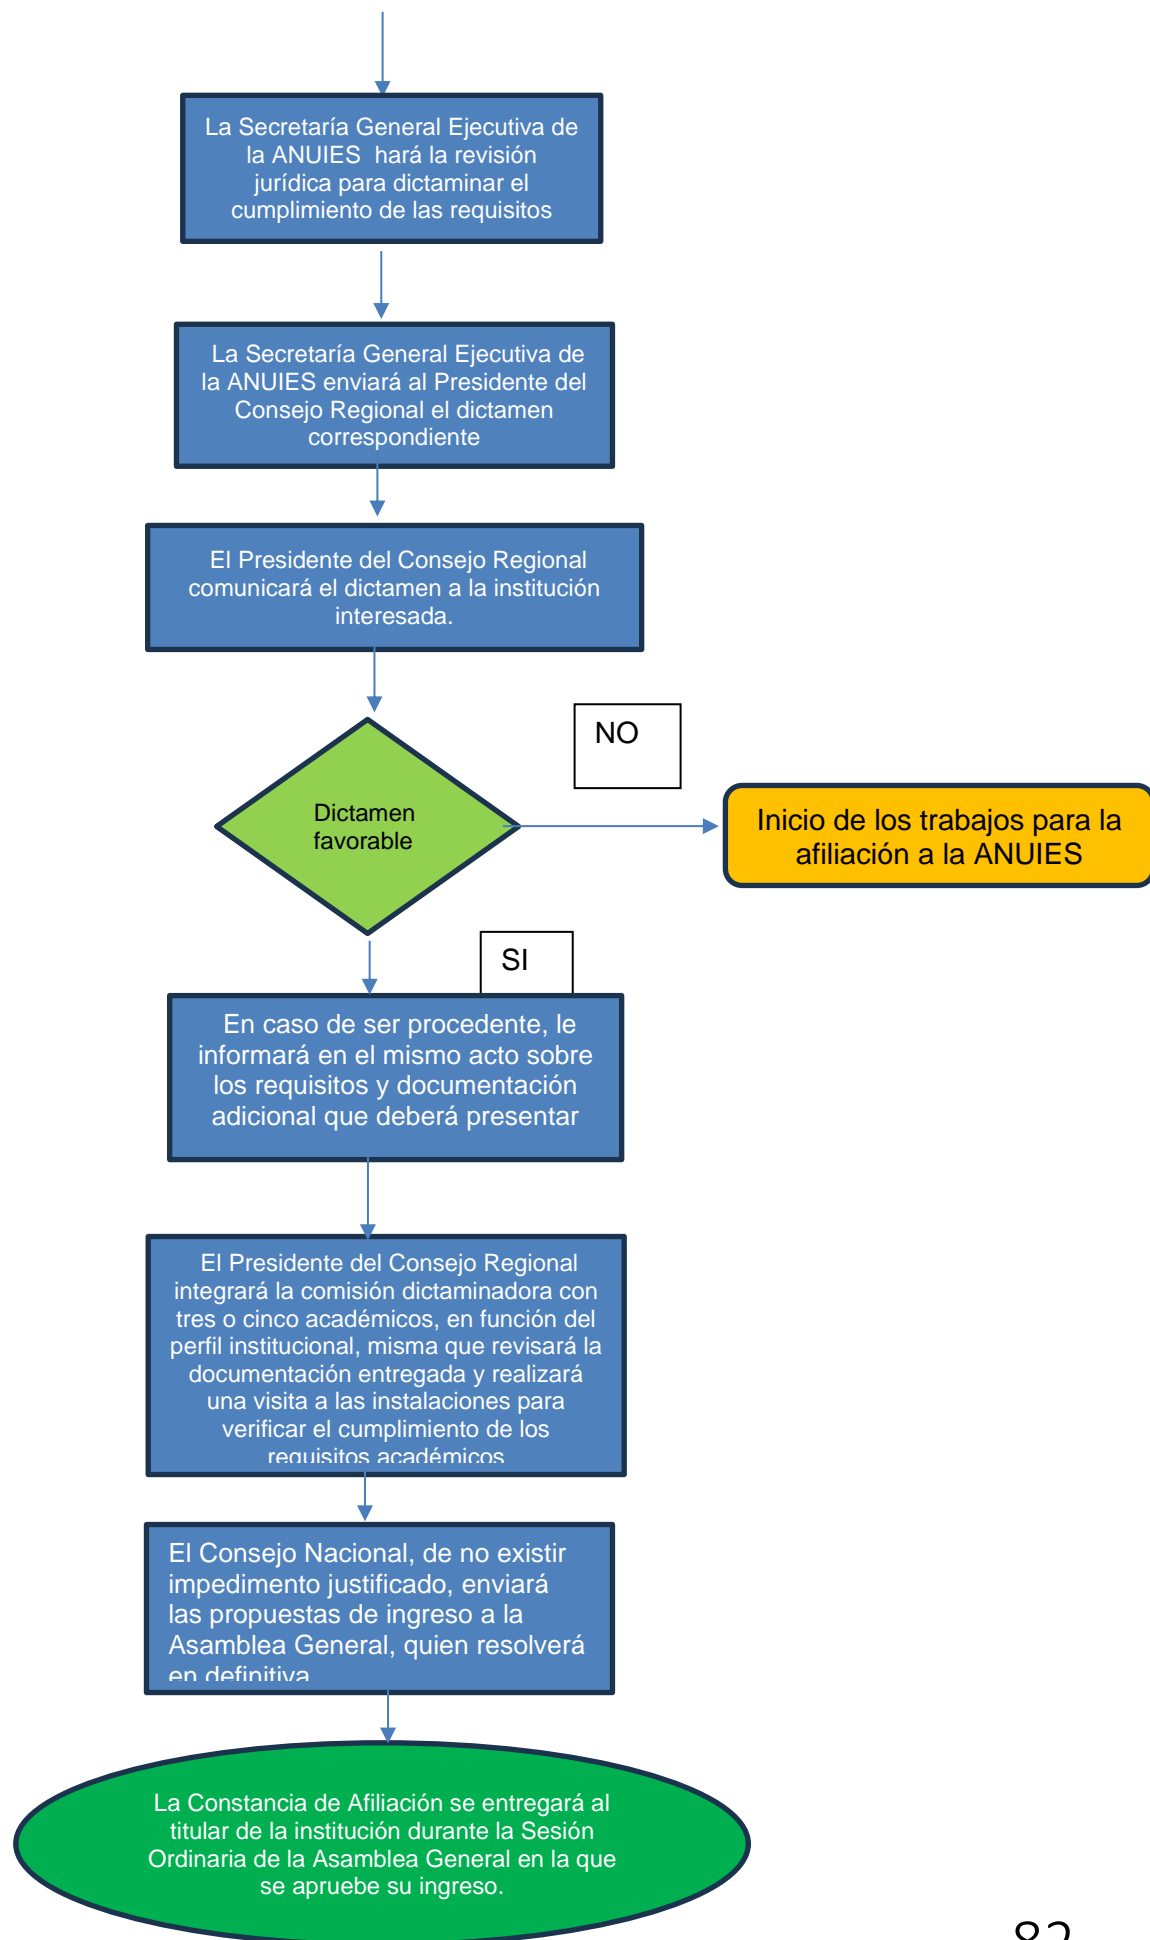 La Secretaría General Ejecutiva de
la ANUIES hará la revisión
jurídica para dictaminar el
cumplimiento de las requisitos
La Secretaría General Ejecutiva de
la ANUIES enviará al Presidente del
Consejo Regional el dictamen
correspondiente
El Presidente del Consejo Regional
comunicará el dictamen a la institución
interesada.
NO
Dictamen
favorable
Inicio de los trabajos para la
afiliación a la ANUIES
SI
En caso de ser procedente, le
informará en el mismo acto sobre
los requisitos y documentación
adicional que deberá presentar
El Presidente del Consejo Regional
integrará la comisión dictaminadora con
tres o cinco académicos, en función del
perfil institucional, misma que revisará la
documentación entregada y realizará
una visita a las instalaciones para
verificar el cumplimiento de los
requisitos académicos
El Consejo Nacional, de no existir
impedimento justificado, enviará
las propuestas de ingreso a la
Asamblea General, quien resolverá
en definitiva
La Constancia de Afiliación se entregará al
titular de la institución durante la Sesión
Ordinaria de la Asamblea General en la que
se apruebe su ingreso.
82